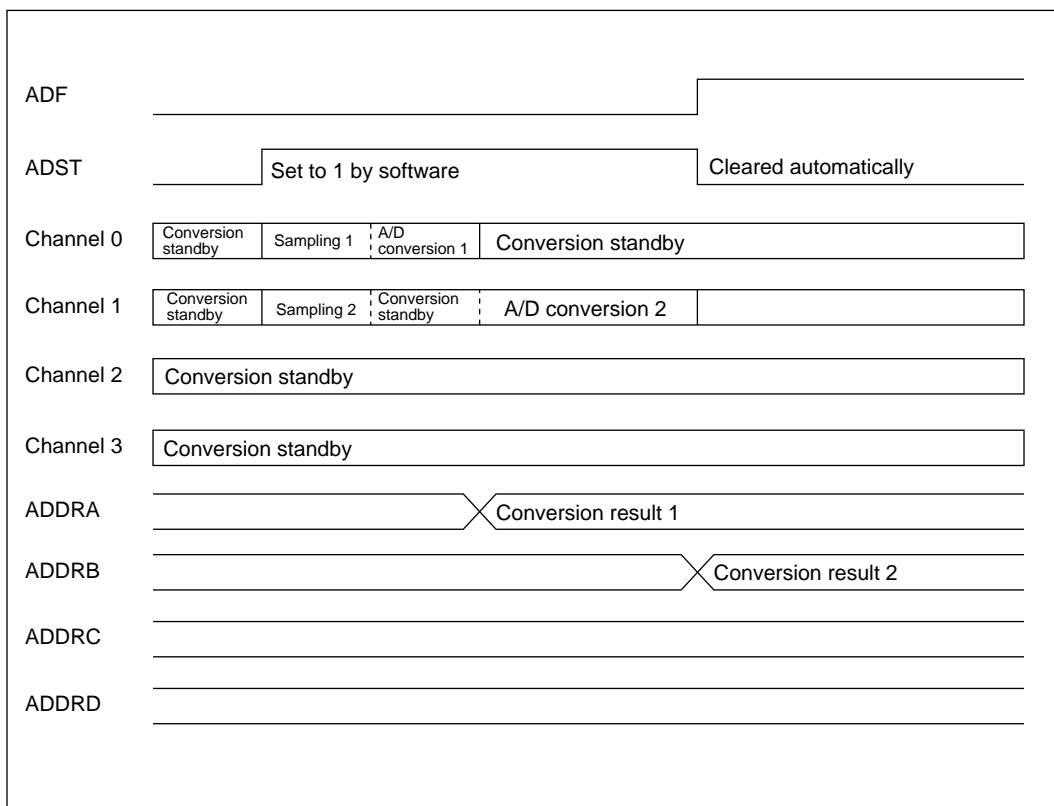 ADF
ADST
Set to 1 by software
Cleared automatically
Channel 0
Conversion
standby
Sampling 1
A/D
conversion 1
Conversion standby
Channel 1
Conversion
standby
Sampling 2
Conversion
standby
A/D conversion 2
Channel 2
Conversion standby
Channel 3
Conversion standby
ADDRA
Conversion result 1
ADDRB
Conversion result 2
ADDRC
ADDRD